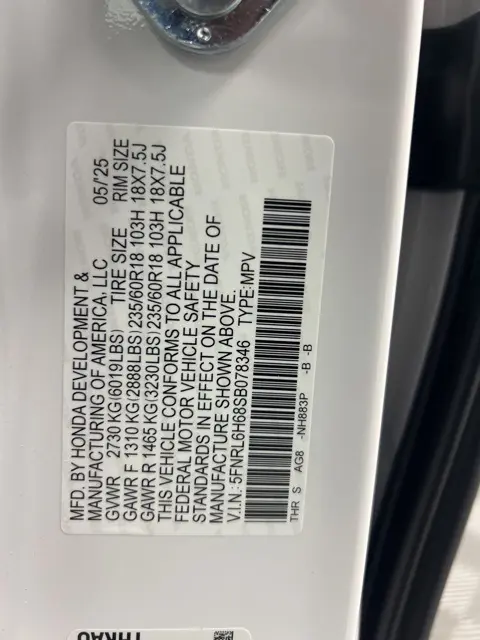 MFD. BY HONDA DEVELOPMENT &
MANUFACTURING OF AMERICA, LLC 05/25
GVWR 2730 KG(6019LBS) TIRE SIZE RIM SIZE
GAWR F 1310 KG(2888LBS)235/60R18 103H 18X7.5J
GAWR R 1465 KG(3230LBS)235/60R18 103H 18X7.5J
THIS VEHICLE CONFORMS TO ALL APPLICABLE
FEDERAL MOTOR VEHICLE SAFETY
STANDARDS IN EFFECT ON THE DATE OF
MANUFACTURE SHOWN ABOVE.
V.I.N.:5FNRL6H68SB078346 TYPE:MPV
THR S AG8 -NH883P -B -B